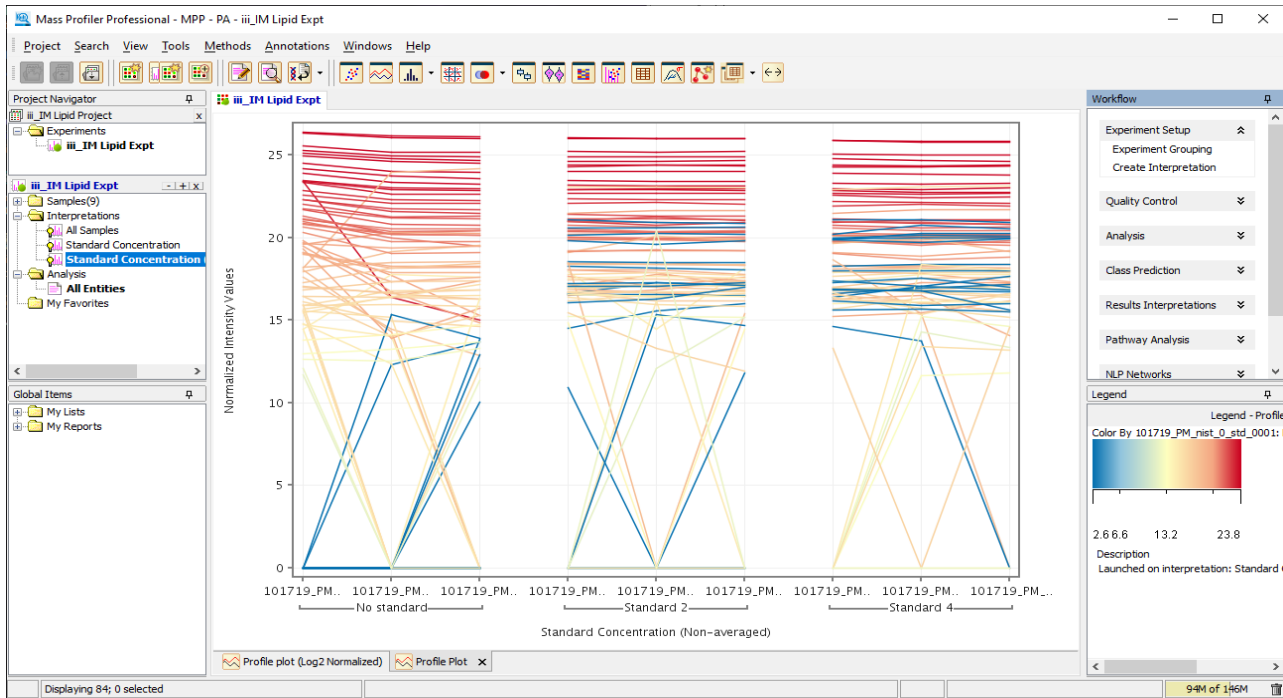 Mass Profiler Professional - MPP - PA - iii_IM Lipid Expt
Project Search View Tools Methods Annotations Windows Help
Project Navigator
iii_IM Lipid Project x
Experiments
iii_IM Lipid Expt
iii_IM Lipid Expt - + x
Samples(9)
Interpretations
All Samples
Standard Concentration
Standard Concentration (
Analysis
All Entities
My Favorites
Global Items
My Lists
My Reports
iii_IM Lipid Expt
Normalized Intensity Values
25
20
15
10
5
0
101719_PM.. 101719_PM.. 101719_PM.. 101719_PM.. 101719_PM.. 101719_PM.. 101719_PM.. 101719_PM.. 101719_PM_...
No standard Standard 2 Standard 4
Standard Concentration (Non-averaged)
Profile plot (Log2 Normalized) Profile Plot
Workflow
Experiment Setup
Experiment Grouping
Create Interpretation
Quality Control
Analysis
Class Prediction
Results Interpretations
Pathway Analysis
NLP Networks
Legend
Legend - Profile
Color By 101719_PM_nist_0_std_0001:
2.6 6.6 13.2 23.8
Description
Launched on interpretation: Standard
Displaying 84; 0 selected
94M of 146M